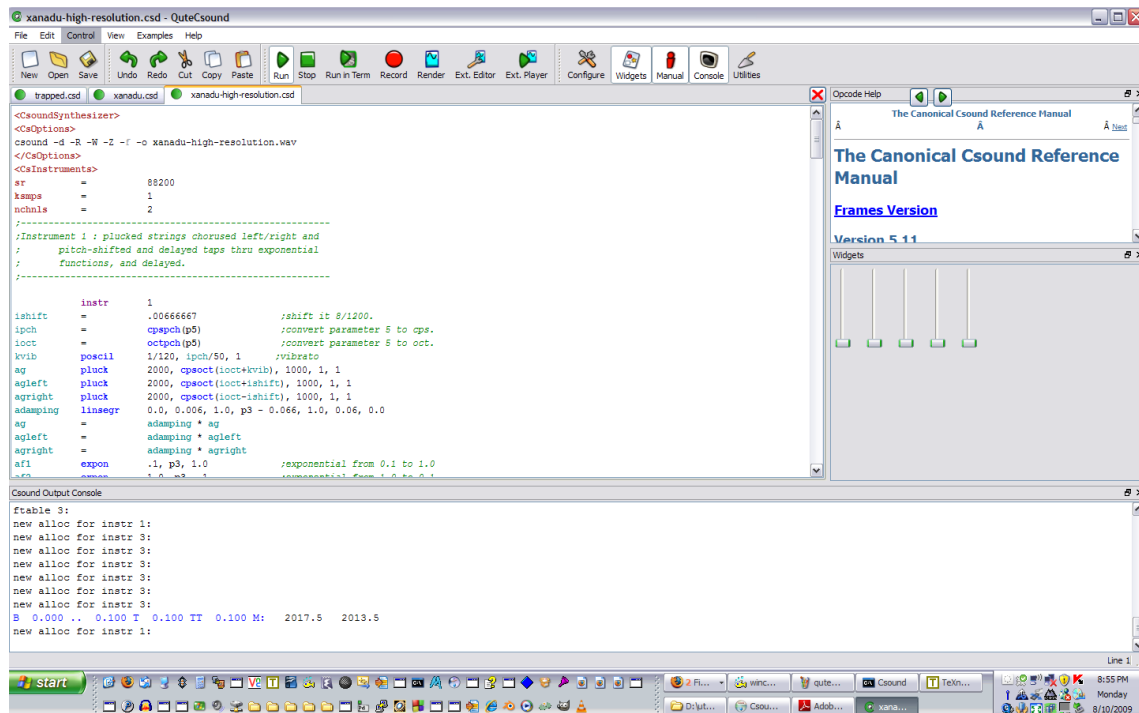 xanadu-high-resolution.csd - QuteCsound
File Edit Control View Examples Help
New Open Save Undo Redo Cut Copy Paste Run Stop Run in Term Record Render Ext. Editor Ext. Player Configure Widgets Manual Console Utilities
trapped.csd xanadu.csd xanadu-high-resolution.csd
<CsoundSynthesizer>
<CsOptions>
csound -d -R -W -Z -f -o xanadu-high-resolution.wav
</CsOptions>
<CsInstruments>
sr = 88200
ksmps = 1
nchnls = 2
;--------------------------------------------------------
;Instrument 1 : plucked strings chorused left/right and
; pitch-shifted and delayed taps thru exponential
; functions, and delayed.
;--------------------------------------------------------
instr 1
ishift = .00666667 ;shift it 8/1200.
ipch = cpspch(p5) ;convert parameter 5 to cps.
ioct = octpch(p5) ;convert parameter 5 to oct.
kvib poscil 1/120, ipch/50, 1 ;vibrato
ag pluck 2000, cpsoct(ioct+kvib), 1000, 1, 1
agleft pluck 2000, cpsoct(ioct+ishift), 1000, 1, 1
agright pluck 2000, cpsoct(ioct-ishift), 1000, 1, 1
adamping linsegr 0.0, 0.006, 1.0, p3 - 0.066, 1.0, 0.06, 0.0
ag = adamping * ag
agleft = adamping * agleft
agright = adamping * agright
af1 expon .1, p3, 1.0 ;exponential from 0.1 to 1.0
Opcode Help
The Canonical Csound Reference Manual
Â Â Â Next
The Canonical Csound Reference
Manual
Frames Version
Version 5.11
Widgets
Csound Output Console
ftable 3:
new alloc for instr 1:
new alloc for instr 3:
new alloc for instr 3:
new alloc for instr 3:
new alloc for instr 3:
new alloc for instr 3:
new alloc for instr 3:
B 0.000 .. 0.100 T 0.100 TT 0.100 M: 2017.5 2013.5
new alloc for instr 1:
Line 1
start
2 Fi... winc... qute... Csound TeXn...
D:\ut... Csou... Adob... xana...
8:55 PM
Monday
8/10/2009